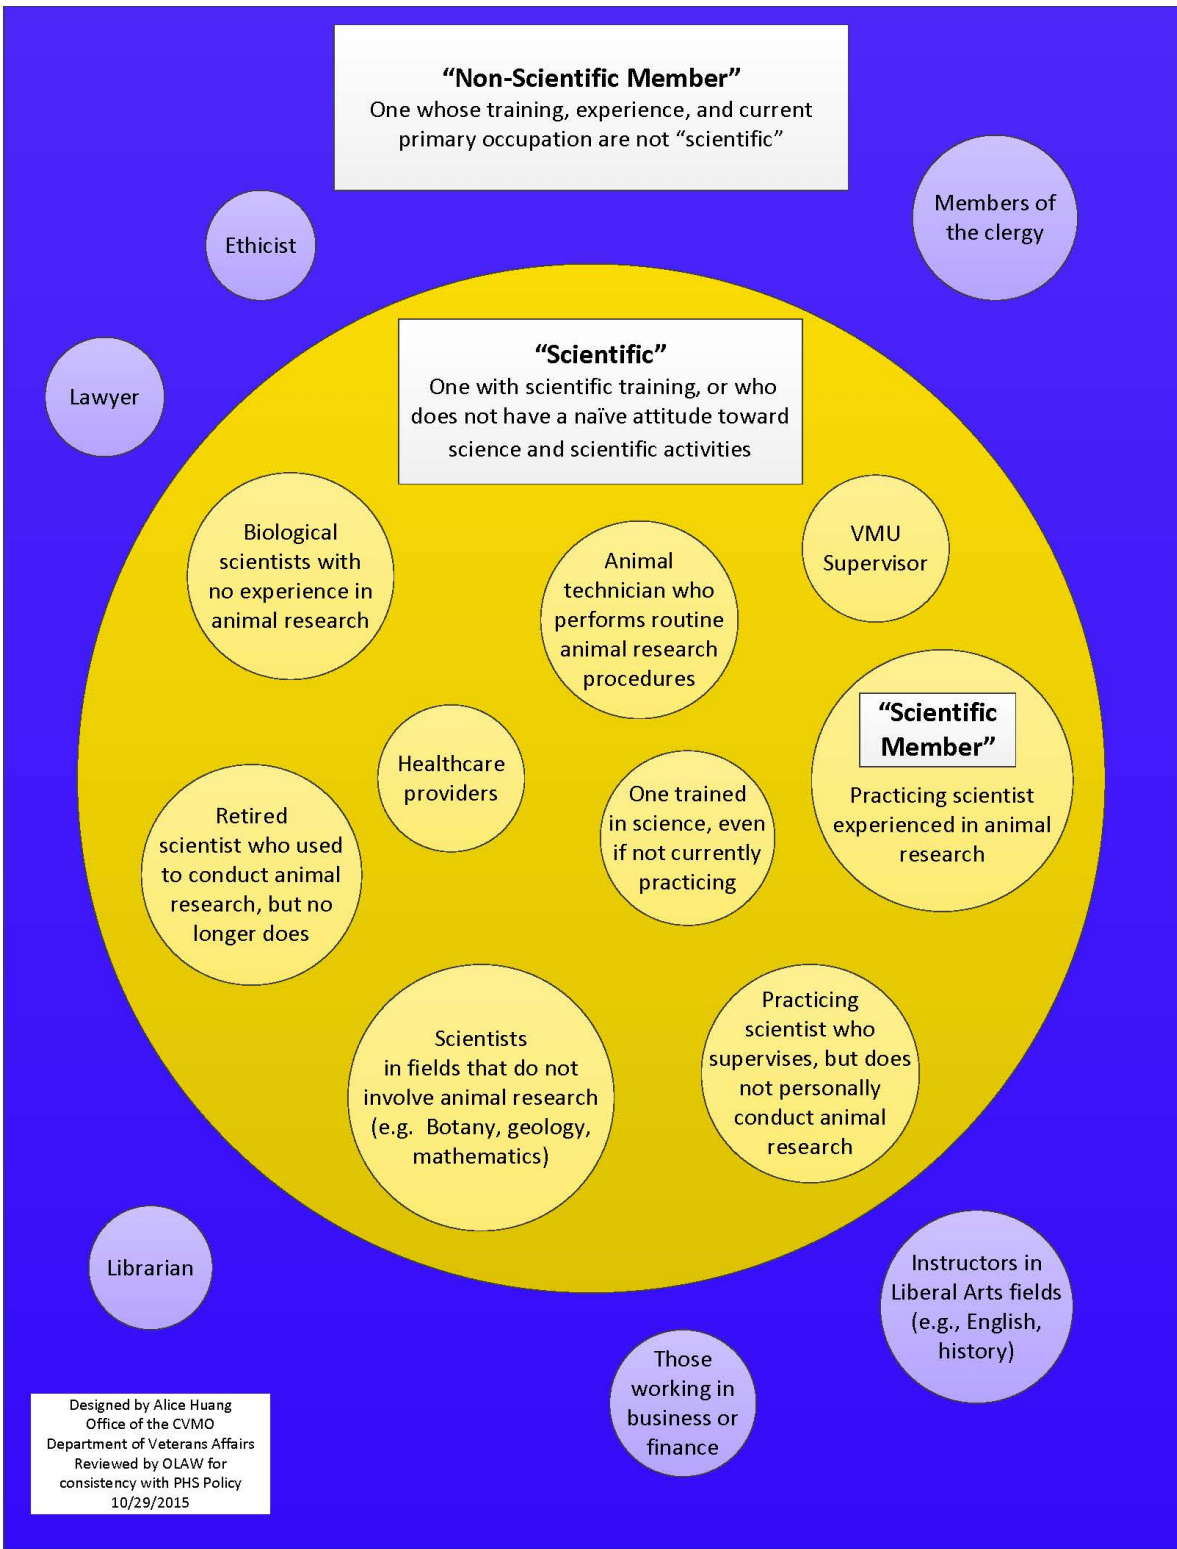 “Non-Scientific Member”
One whose training, experience, and current
primary occupation are not “scientific”
Members of
the clergy
Ethicist
Lawyer
“Scientific”
One with scientific training, or who
does not have a naïve attitude toward
science and scientific activities
Biological
scientists with
no experience in
animal research
Animal
technician who
performs routine
animal research
procedures
VMU
Supervisor
“Scientific
Member”
Practicing scientist
experienced in animal
research
Healthcare
providers
One trained
in science, even
if not currently
practicing
Retired
scientist who used
to conduct animal
research, but no
longer does
Scientists
in fields that do not
involve animal research
(e.g. Botany, geology,
mathematics)
Practicing
scientist who
supervises, but does
not personally
conduct animal
research
Librarian
Instructors in
Liberal Arts fields
(e.g., English,
history)
Those
working in
business or
finance
Designed by Alice Huang
Office of the CVMO
Department of Veterans Affairs
Reviewed by OLAW for
consistency with PHS Policy
10/29/2015